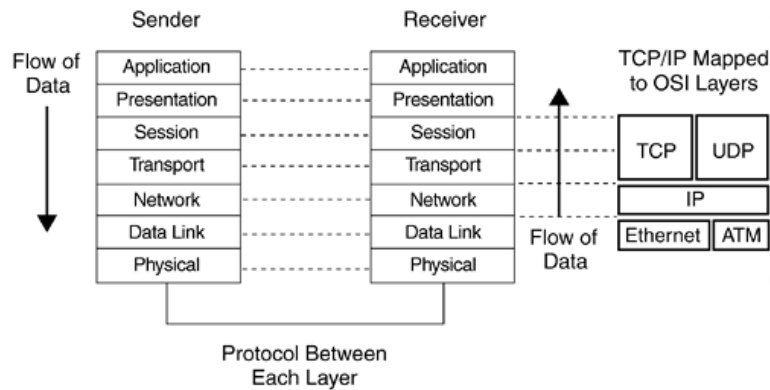 Sender
Receiver
Flow of
Data
Application
Presentation
Session
Transport
Network
Data Link
Physical
Application
Presentation
Session
Transport
Network
Data Link
Physical
Flow of
Data
TCP/IP Mapped
to OSI Layers
TCP UDP
IP
Ethernet ATM
Protocol Between
Each Layer